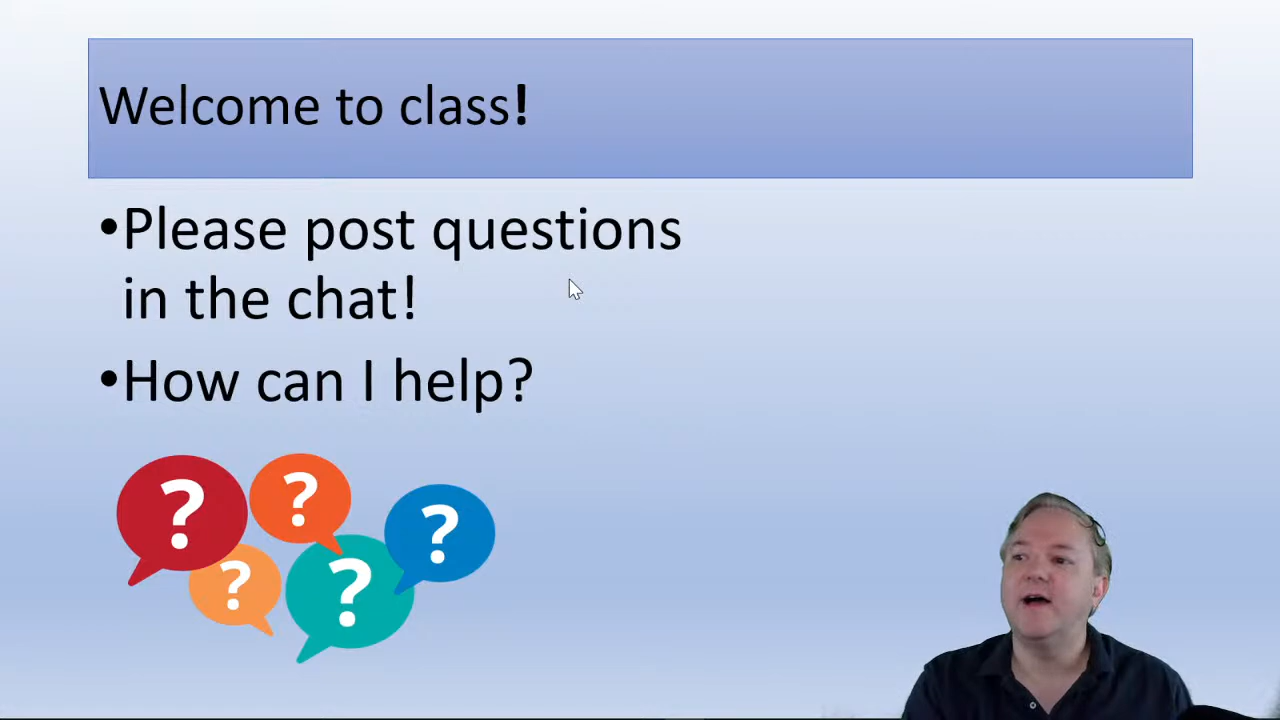 Welcome to class!
•Please post questions
in the chat!
•How can I help?
? ? ?
? ?